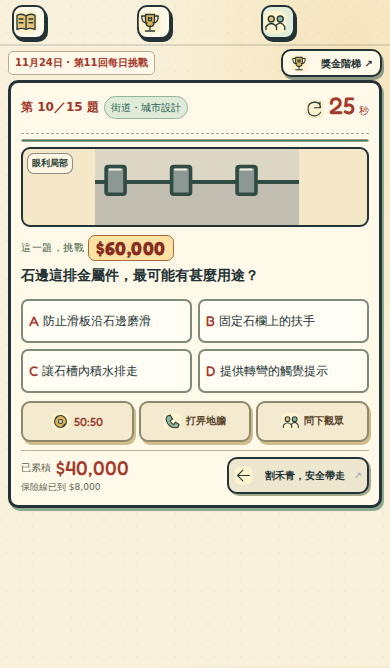 11月24日 · 第11回每日挑戰
獎金階梯 ↗
第 10／15 題
街道・城市設計
25 秒
眼利局部
這一題，挑戰 $60,000
石邊這排金屬件，最可能有甚麼用途？
A 防止滑板沿石邊磨滑
B 固定石欄上的扶手
C 讓石槽內積水排走
D 提供轉彎的觸覺提示
50:50
打畀地膽
問下觀眾
已累積 $40,000
保險線已到 $8,000
割禾青，安全帶走 ↗